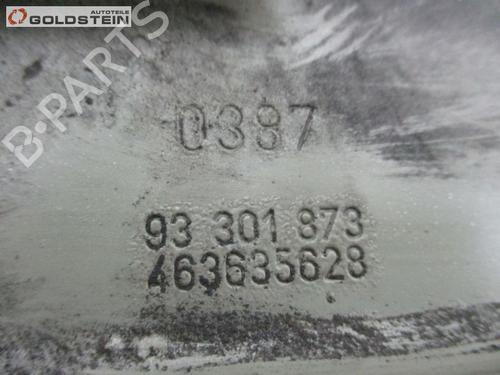 AUTOTEILE
GOLDSTEIN
B-PARTS
0387
93 301 873
463635628